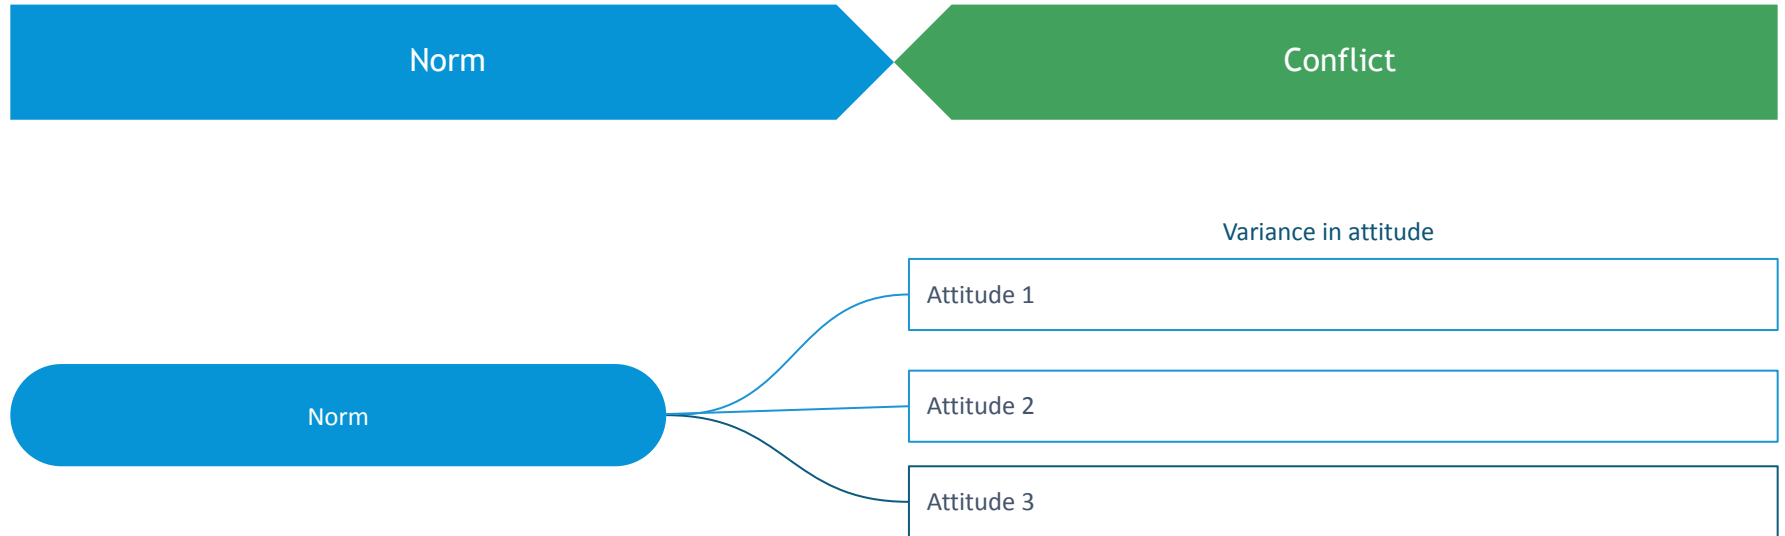 Norm
Conflict
Variance in attitude
Attitude 1
Attitude 2
Norm
Attitude 3